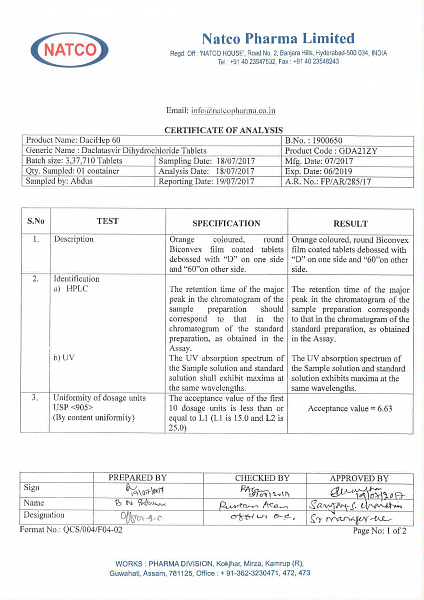 NATCO
Natco Pharma Limited
Regd. Off : 'NATCO HOUSE', Road No. 2, Banjara Hills, Hyderabad-500 034, INDIA
Tel : +91 40 23547532, Fax : +91 40 23548243
Email: info@natcopharma.co.in
CERTIFICATE OF ANALYSIS
Product Name: DaciHep 60 B.No. : 1900650
Generic Name : Daclatasvir Dihydrochloride Tablets Product Code : GDA21ZY
Batch size: 3,37,710 Tablets Sampling Date: 18/07/2017 Mfg. Date: 07/2017
Qty. Sampled: 01 container Analysis Date: 18/07/2017 Exp. Date: 06/2019
Sampled by: Abdus Reporting Date: 19/07/2017 A.R. No.: FP/AR/285/17
S.No TEST SPECIFICATION RESULT
1. Description Orange coloured, round Orange coloured, round Biconvex
Biconvex film coated tablets film coated tablets debossed with
debossed with “D” on one side “D” on one side and “60”on other
and “60”on other side. side.
2. Identification
a) HPLC The retention time of the major The retention time of the major
peak in the chromatogram of the peak in the chromatogram of the
sample preparation should sample preparation corresponds
correspond to that in the to that in the chromatogram of the
chromatogram of the standard standard preparation, as obtained
preparation, as obtained in the in the Assay.
Assay.
b) UV The UV absorption spectrum of The UV absorption spectrum of
the Sample solution and standard the Sample solution and standard
solution shall exhibit maxima at solution exhibits maxima at the
the same wavelengths. same wavelengths.
3. Uniformity of dosage units The acceptance value of the first Acceptance value = 6.63
USP <905> 10 dosage units is less than or
(By content uniformity) equal to L1 (L1 is 15.0 and L2 is
25.0)
PREPARED BY CHECKED BY APPROVED BY
Sign 19/07/2017 19/07/2017 19/07/2017
Name
Designation
Format No.: QCS/004/F04-02 Page No: 1 of 2
WORKS : PHARMA DIVISION, Kokjhar, Mirza, Kamrup (R),
Guwahati, Assam, 781125, Office : + 91-362-3230471, 472, 473